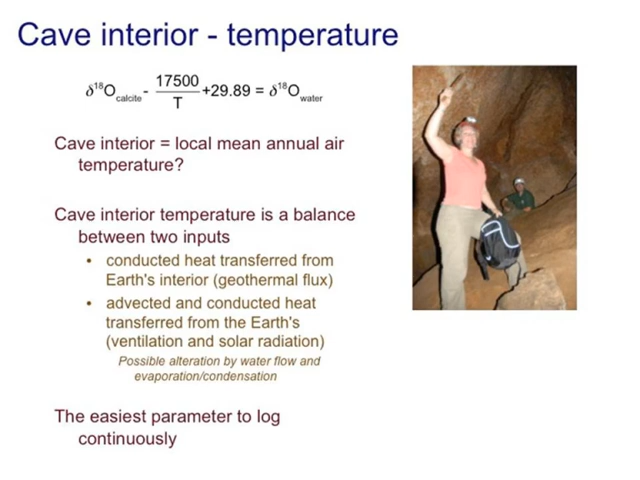 Cave interior - temperature
δ18Ocalcite- 17500/T +29.89 = δ18Owater
Cave interior = local mean annual air
temperature?
Cave interior temperature is a balance
between two inputs
• conducted heat transferred from
Earth's interior (geothermal flux)
• advected and conducted heat
transferred from the Earth's
(ventilation and solar radiation)
Possible alteration by water flow and
evaporation/condensation
The easiest parameter to log
continuously